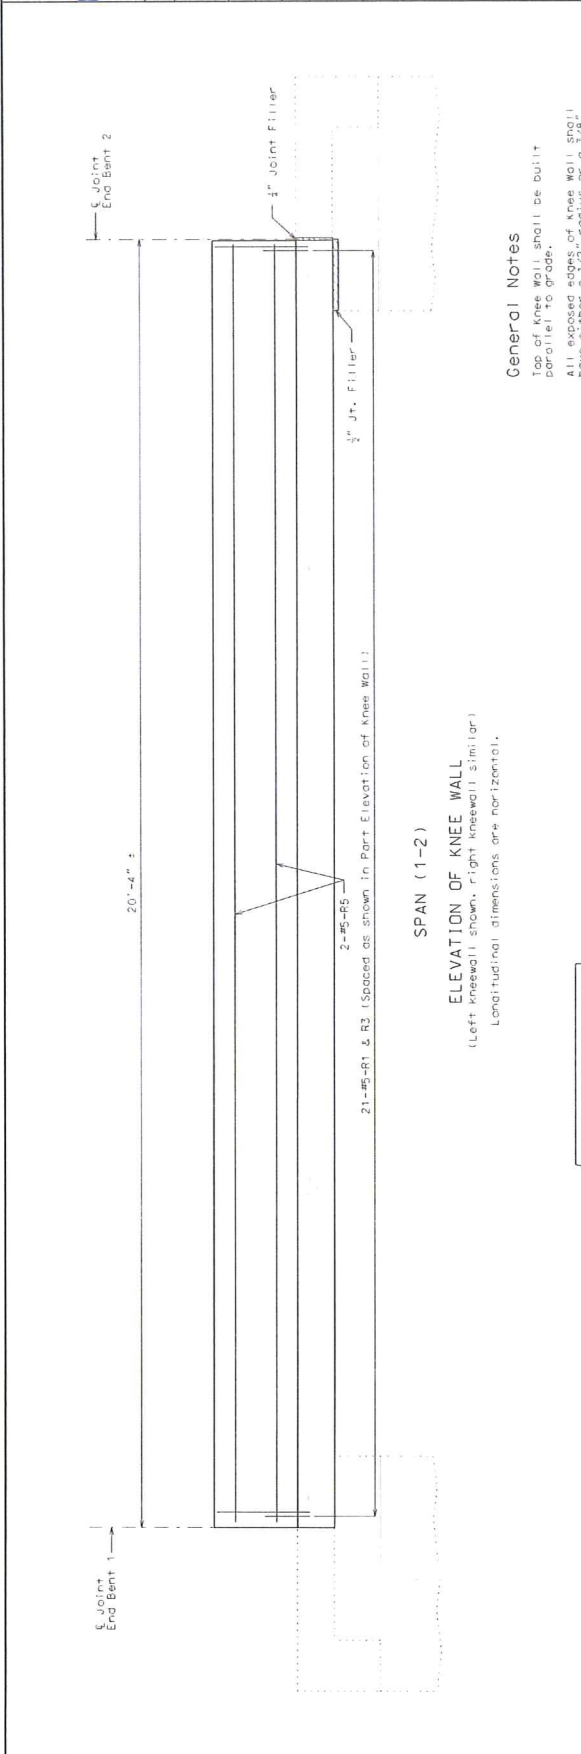 ℄ Joint
End Bent 1
20'-4" ±
℄ Joint
End Bent 2
¼" Joint Filler
½" Jt. Filler
2-#5-R5
21-#5-R1 & R3 (Spaced as shown in Part Elevation of Knee Wall)
SPAN (1-2)
ELEVATION OF KNEE WALL
(Left kneewall shown, right kneewall similar)
Longitudinal dimensions are horizontal.
General Notes
Top of Knee Wall shall be built
parallel to grade.
All exposed edges of Knee Wall shall